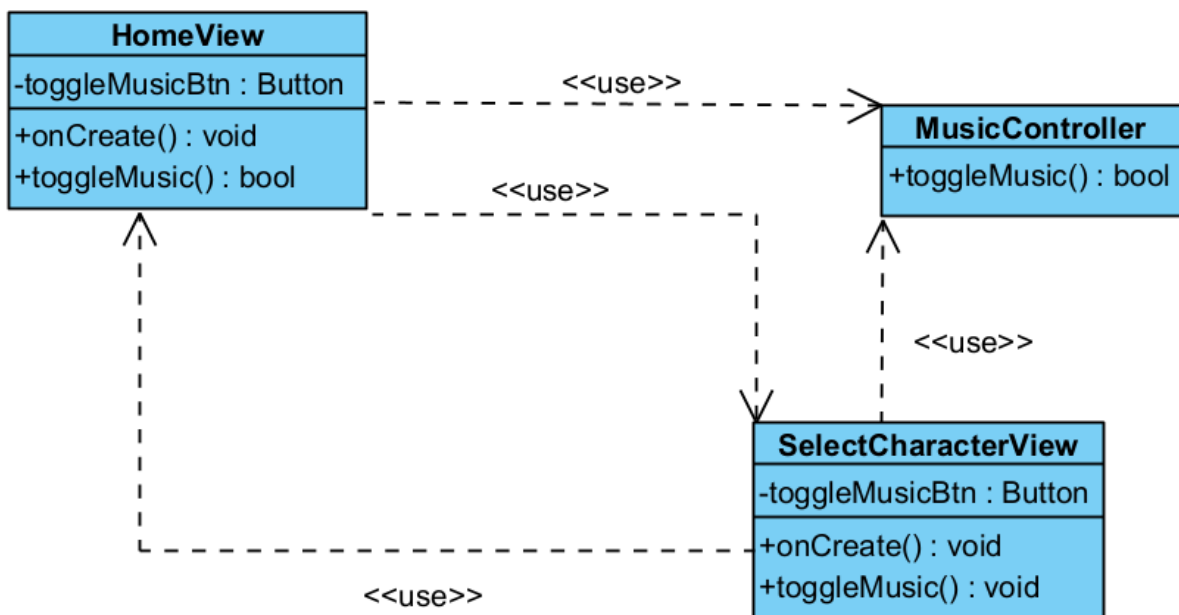 HomeView
-toggleMusicBtn : Button
+onCreate() : void
+toggleMusic() : bool
<<use>>
MusicController
+toggleMusic() : bool
<<use>>
<<use>>
SelectCharacterView
-toggleMusicBtn : Button
+onCreate() : void
+toggleMusic() : void
<<use>>